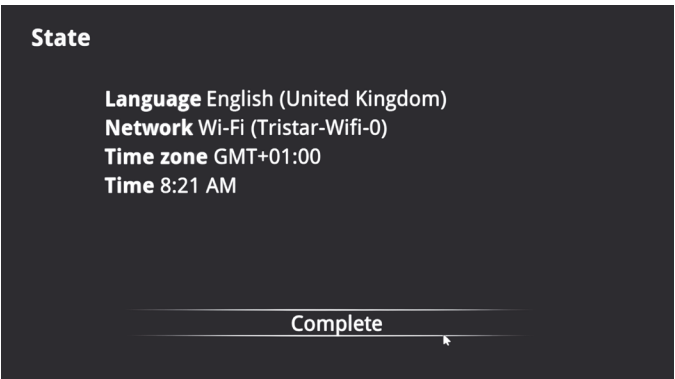 State
Language English (United Kingdom)
Network Wi-Fi (Tristar-Wifi-0)
Time zone GMT+01:00
Time 8:21 AM
Complete